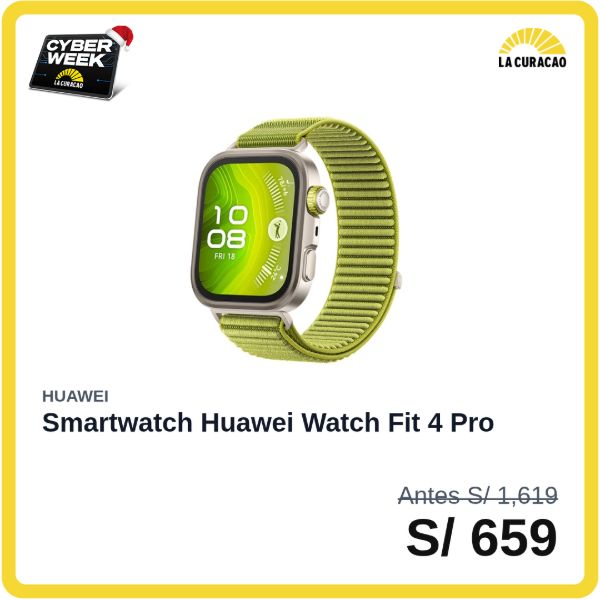 CYBER
WEEK
LA CURACAO
LA CURACAO
10
08
FRI 18
HUAWEI
Smartwatch Huawei Watch Fit 4 Pro
Antes S/ 1,619
S/ 659